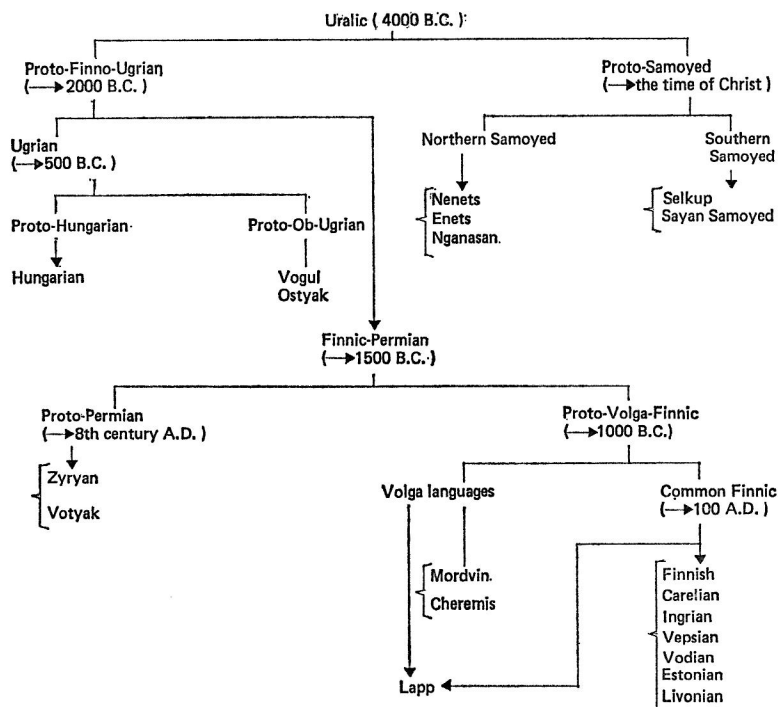 Uralic (4000 B.C.)
Proto-Finno-Ugrian
(→2000 B.C.)
Proto-Samoyed
(→the time of Christ)
Ugrian
(→500 B.C.)
Northern Samoyed
Southern
Samoyed
Nenets
Enets
Nganasan.
Selkup
Sayan Samoyed
Proto-Hungarian
Proto-Ob-Ugrian
Hungarian
Vogul
Ostyak
Finnic-Permian
(→1500 B.C.)
Proto-Permian
(→8th century A.D.)
Proto-Volga-Finnic
(→1000 B.C.)
Zyryan
Votyak
Volga languages
Common Finnic
(→100 A.D.)
Mordvin.
Cheremis
Finnish
Carelian
Ingrian
Vepsian
Vodian
Estonian
Livonian
Lapp